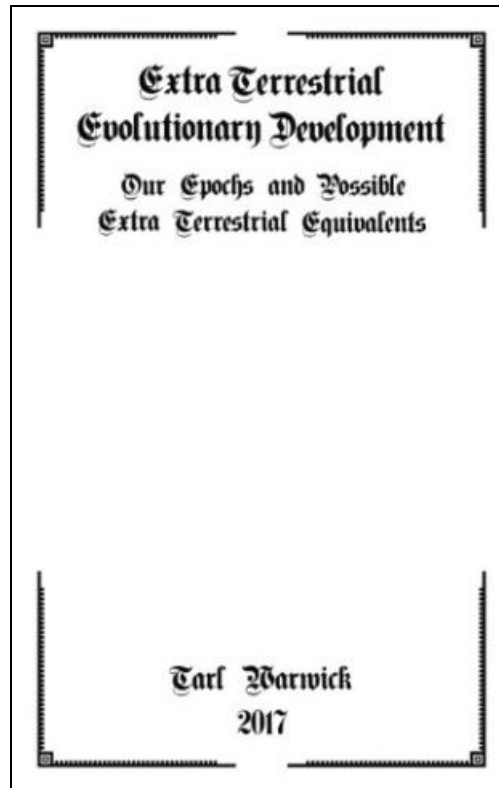 Extra Terrestrial
Evolutionary Development
Our Epochs and Possible
Extra Terrestrial Equivalents
Tarl Warwick
2017